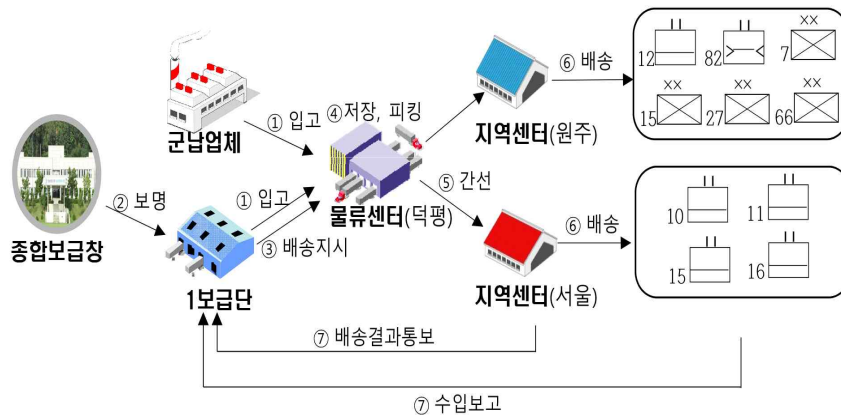 12
82
XX
7
XX
15
XX
27
XX
66
⑥ 배송
지역센터(원주)
군납업체
① 입고
④저장, 피킹
물류센터(덕평)
종합보급창
② 보명
1보급단
① 입고
③ 배송지시
⑤ 간선
지역센터(서울)
⑥ 배송
10
11
15
16
⑦ 배송결과통보
⑦ 수입보고